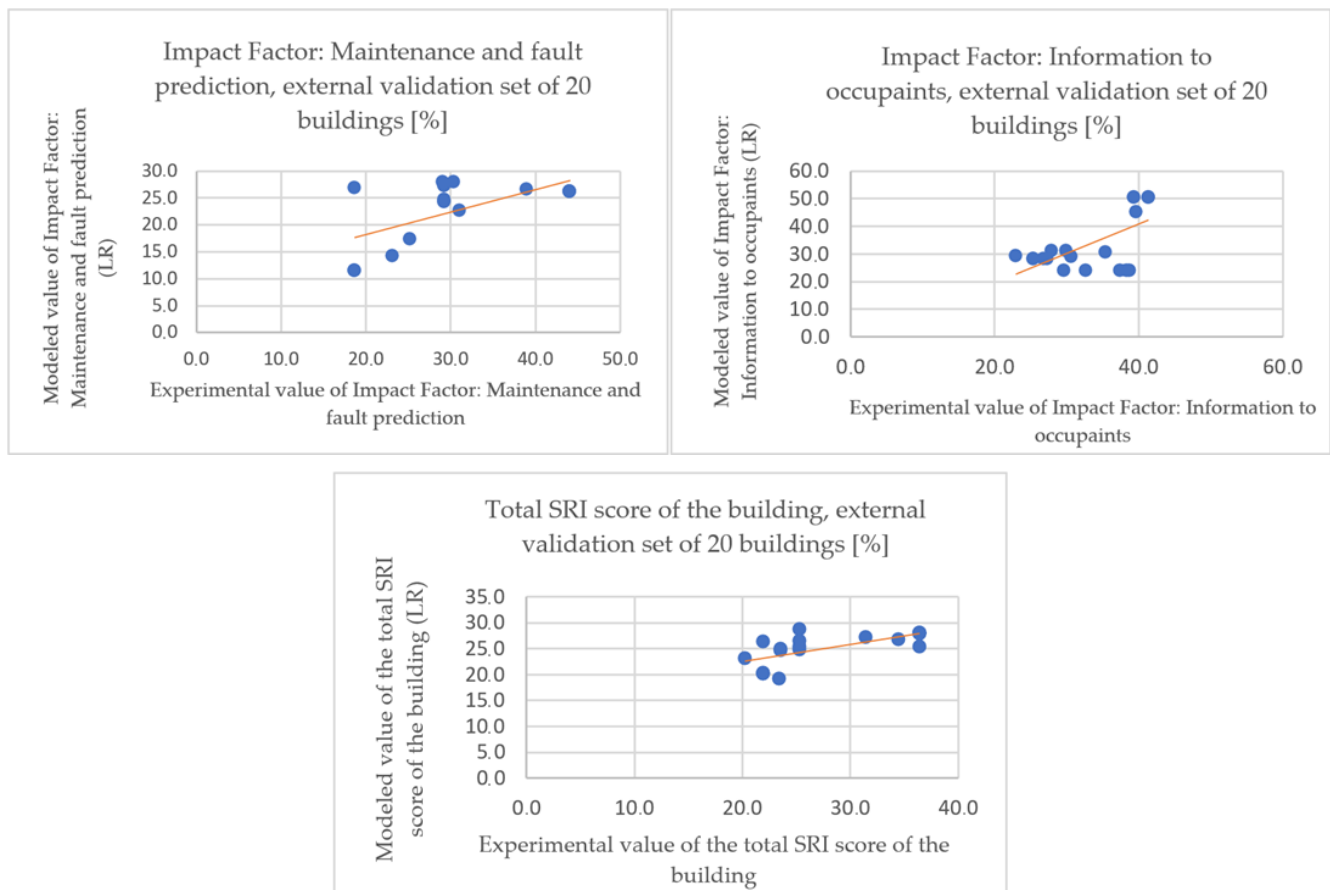 Impact Factor: Maintenance and fault
prediction, external validation set of 20
buildings [%]
Modeled value of Impact Factor:
Maintenance and fault prediction
(LR)
30.0
25.0
20.0
15.0
10.0
5.0
0.0
0.0 10.0 20.0 30.0 40.0 50.0
Experimental value of Impact Factor: Maintenance and
fault prediction
Impact Factor: Information to
occupaints, external validation set of 20
buildings [%]
Modeled value of Impact Factor:
Information to occupaints (LR)
60.0
50.0
40.0
30.0
20.0
10.0
0.0
0.0 20.0 40.0 60.0
Experimental value of Impact Factor: Information to
occupaints
Total SRI score of the building, external
validation set of 20 buildings [%]
Modeled value of the total SRI
score of the building (LR)
35.0
30.0
25.0
20.0
15.0
10.0
5.0
0.0
0.0 10.0 20.0 30.0 40.0
Experimental value of the total SRI score of the
building